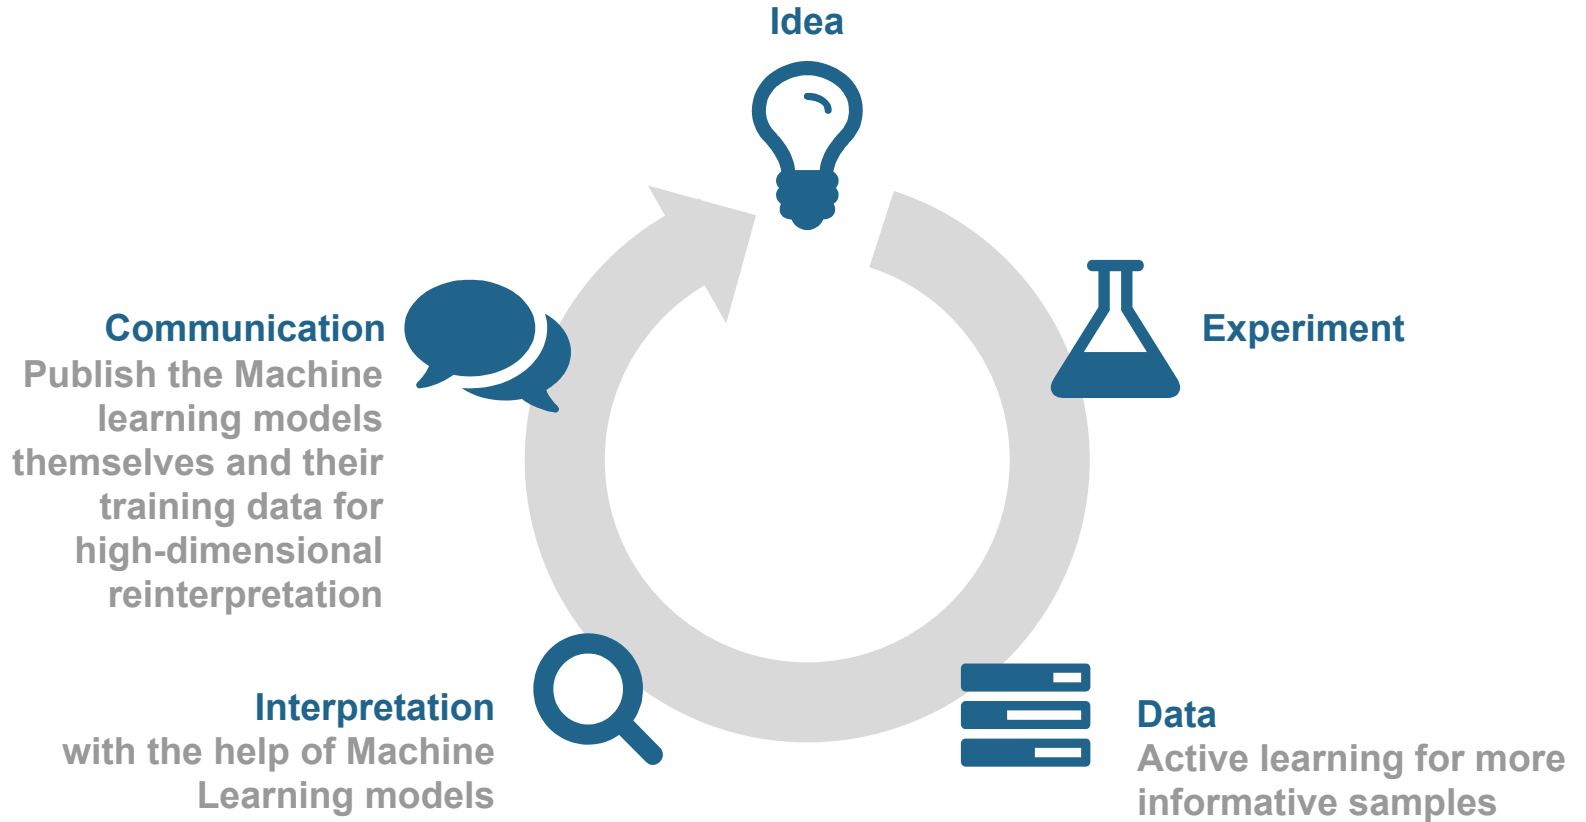 Idea
Experiment
Data
Active learning for more
informative samples
Interpretation
with the help of Machine
Learning models
Communication
Publish the Machine
learning models
themselves and their
training data for
high-dimensional
reinterpretation